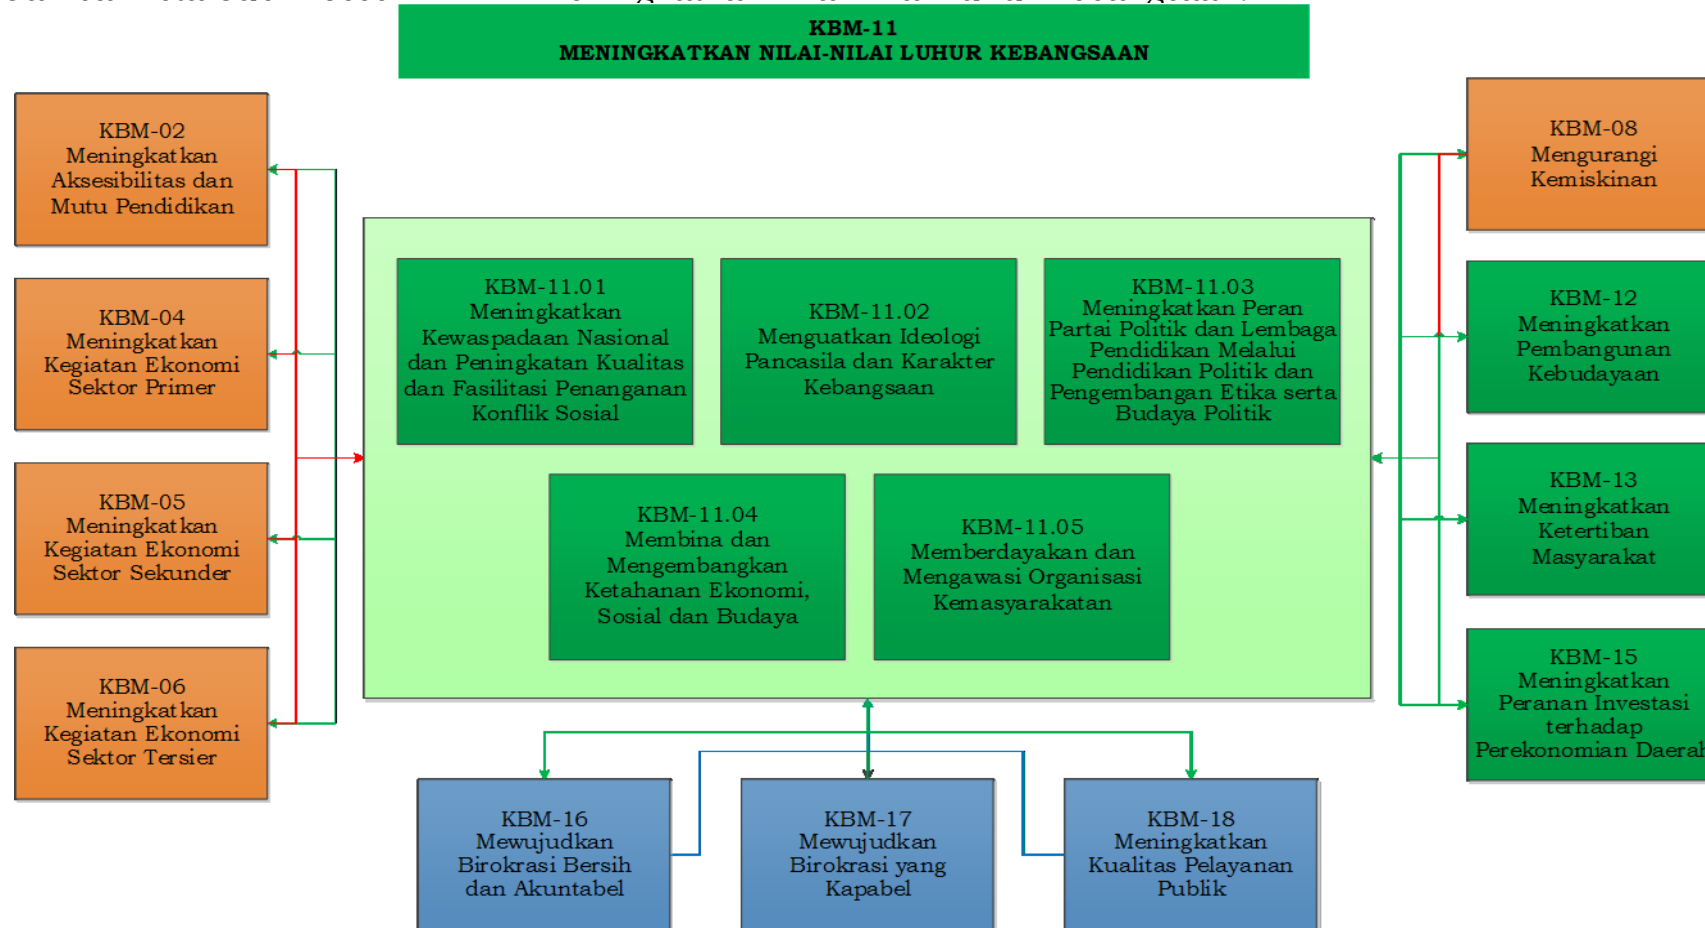 KBM-11
MENINGKATKAN NILAI-NILAI LUHUR KEBANGSAAN
KBM-02
Meningkatkan
Aksesibilitas dan
Mutu Pendidikan
KBM-04
Meningkatkan
Kegiatan Ekonomi
Sektor Primer
KBM-05
Meningkatkan
Kegiatan Ekonomi
Sektor Sekunder
KBM-06
Meningkatkan
Kegiatan Ekonomi
Sektor Tersier
KBM-11.01
Meningkatkan
Kewaspadaan Nasional
dan Peningkatan Kualitas
dan Fasilitasi Penanganan
Konflik Sosial
KBM-11.02
Menguatkan Ideologi
Pancasila dan Karakter
Kebangsaan
KBM-11.03
Meningkatkan Peran
Partai Politik dan Lembaga
Pendidikan Melalui
Pendidikan Politik dan
Pengembangan Etika serta
Budaya Politik
KBM-11.04
Membina dan
Mengembangkan
Ketahanan Ekonomi,
Sosial dan Budaya
KBM-11.05
Memberdayakan dan
Mengawasi Organisasi
Kemasyarakatan
KBM-08
Mengurangi
Kemiskinan
KBM-12
Meningkatkan
Pembangunan
Kebudayaan
KBM-13
Meningkatkan
Ketertiban
Masyarakat
KBM-15
Meningkatkan
Peranan Investasi
terhadap
Perekonomian Daerah
KBM-16
Mewujudkan
Birokrasi Bersih
dan Akuntabel
KBM-17
Mewujudkan
Birokrasi yang
Kapabel
KBM-18
Meningkatkan
Kualitas Pelayanan
Publik